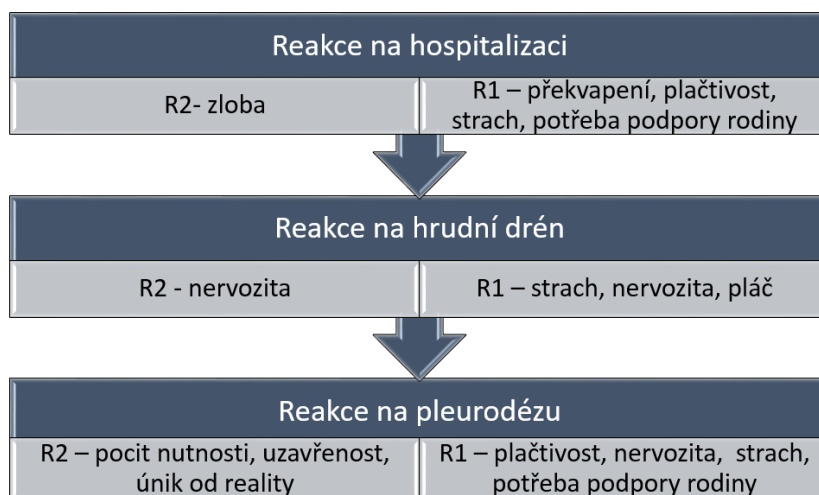 Reakce na hospitalizaci
R2- zloba
R1 – překvapení, plačtivost,
strach, potřeba podpory rodiny
Reakce na hrudní drén
R2 - nervozita
R1 – strach, nervozita, pláč
Reakce na pleurodézu
R2 – pocit nutnosti, uzavřenost,
únik od reality
R1 – plačtivost, nervozita, strach,
potřeba podpory rodiny